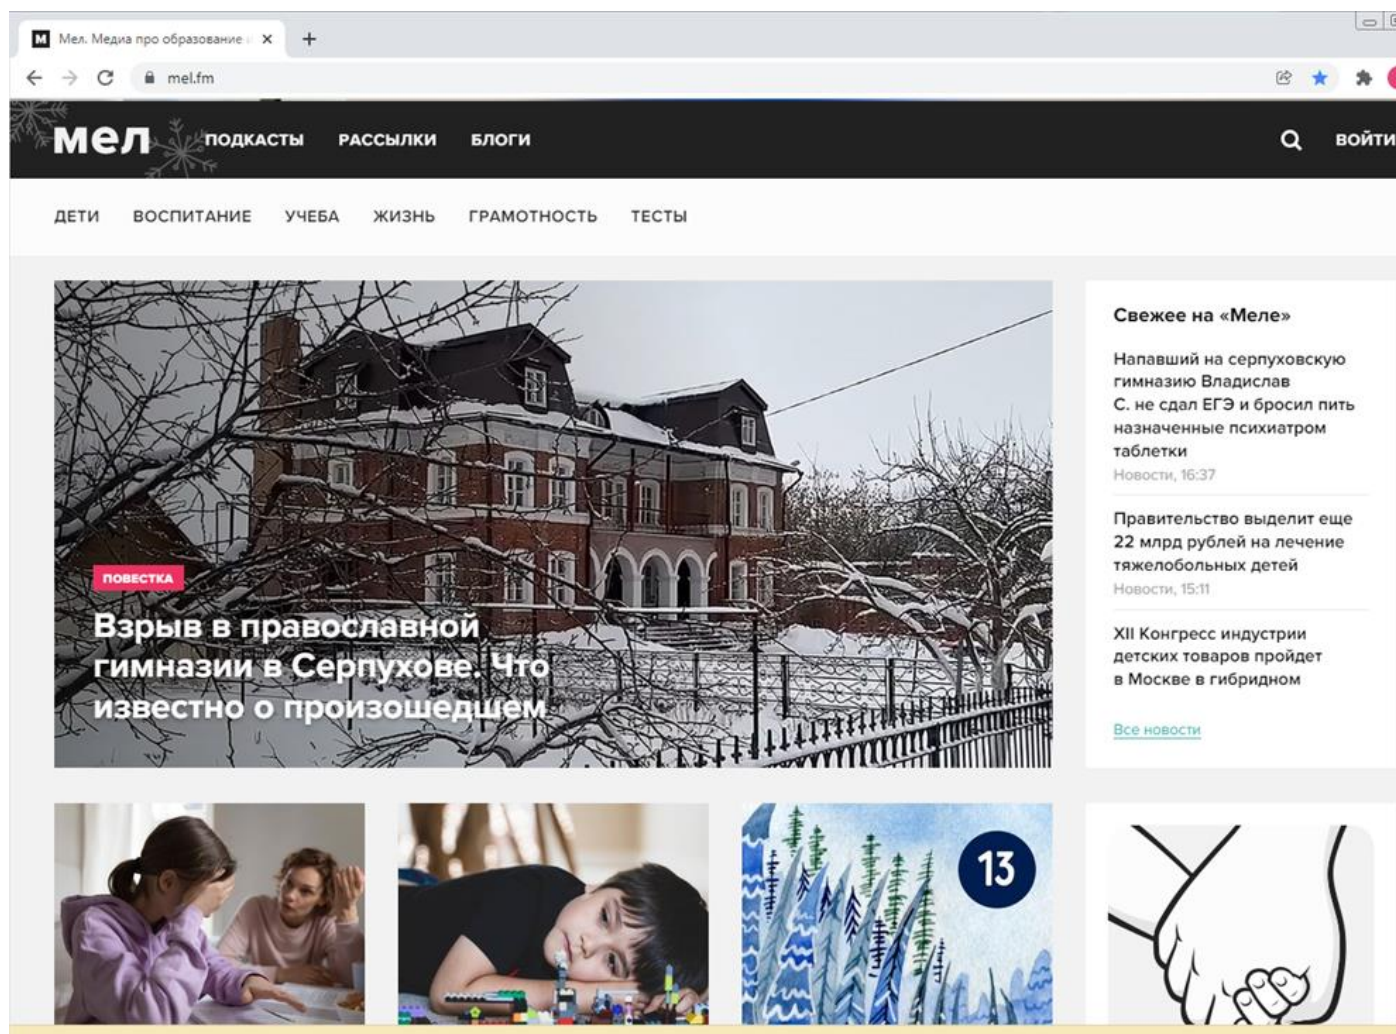 М Мел. Медиа про образование
mel.fm
мел ПОДКАСТЫ РАССЫЛКИ БЛОГИ ВОЙТИ
ДЕТИ ВОСПИТАНИЕ УЧЕБА ЖИЗНЬ ГРАМОТНОСТЬ ТЕСТЫ
ПОВЕСТКА
Взрыв в православной
гимназии в Серпухове. Что
известно о произошедшем
Свежее на «Меле»
Напавший на серпуховскую
гимназию Владислав
С. не сдал ЕГЭ и бросил пить
назначенные психиатром
таблетки
Новости, 16:37
Правительство выделит еще
22 млрд рублей на лечение
тяжелобольных детей
Новости, 15:11
XII Конгресс индустрии
детских товаров пройдет
в Москве в гибридном
Все новости
13